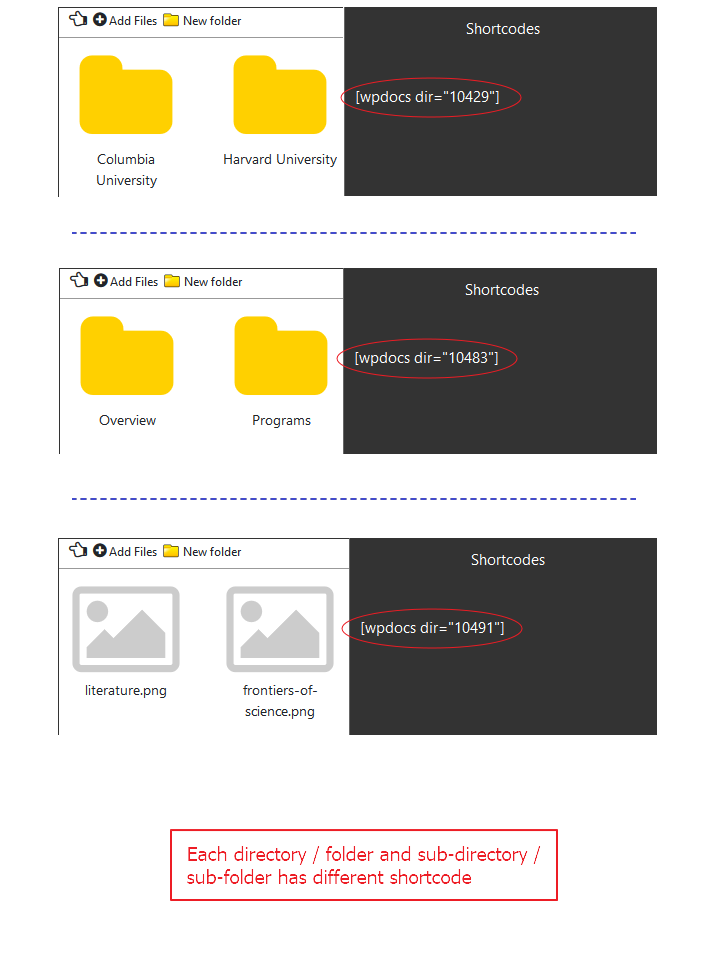 Add Files New folder
Shortcodes
[wpdocs dir="10429"]
Columbia
University
Harvard University
Add Files New folder
Shortcodes
[wpdocs dir="10483"]
Overview
Programs
Add Files New folder
Shortcodes
[wpdocs dir="10491"]
literature.png
frontiers-of-
science.png
Each directory / folder and sub-directory /
sub-folder has different shortcode